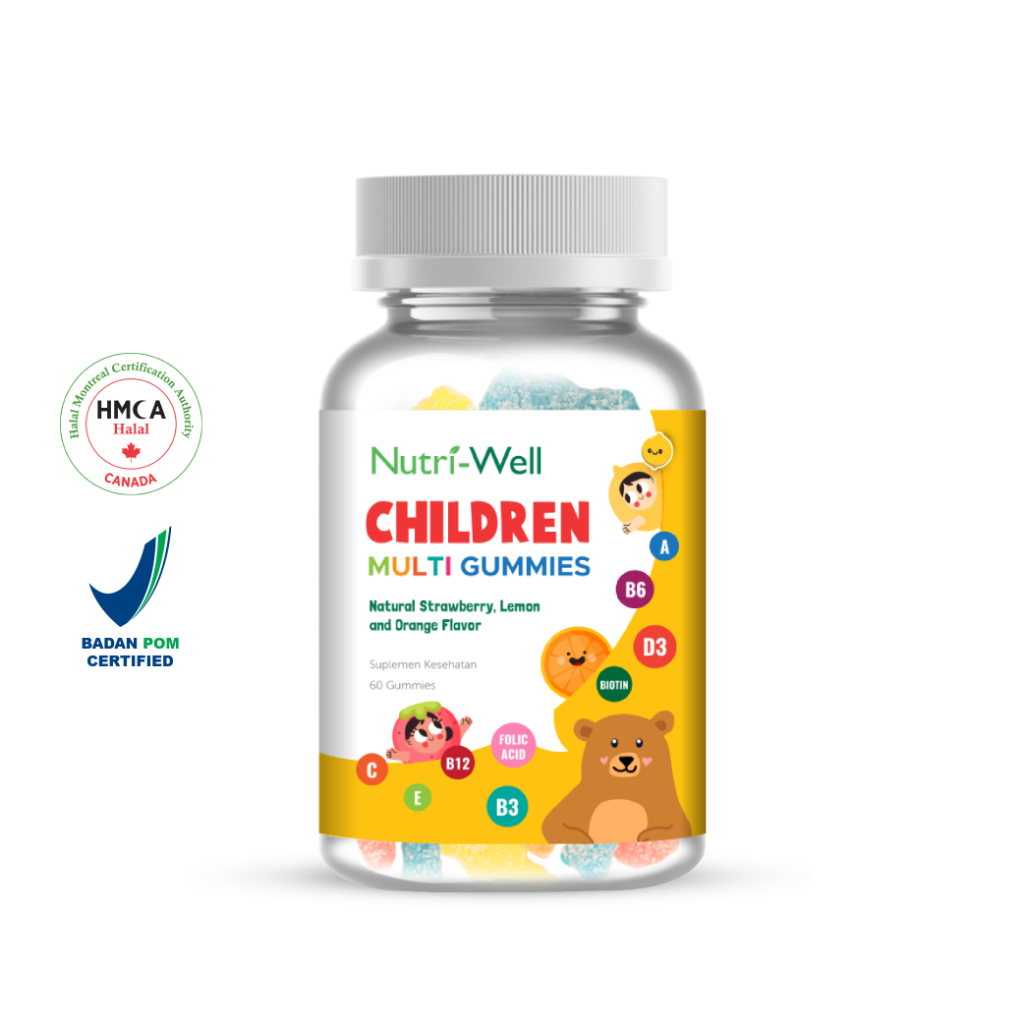 Halal Montreal Certification Authority
HMCA
Halal
CANADA
BADAN POM
CERTIFIED
Nutri-Well
CHILDREN
MULTI GUMMIES
Natural Strawberry, Lemon
and Orange Flavor
Suplemen Kesehatan
60 Gummies
A
B6
D3
BIOTIN
FOLIC
ACID
B12
C
E
B3